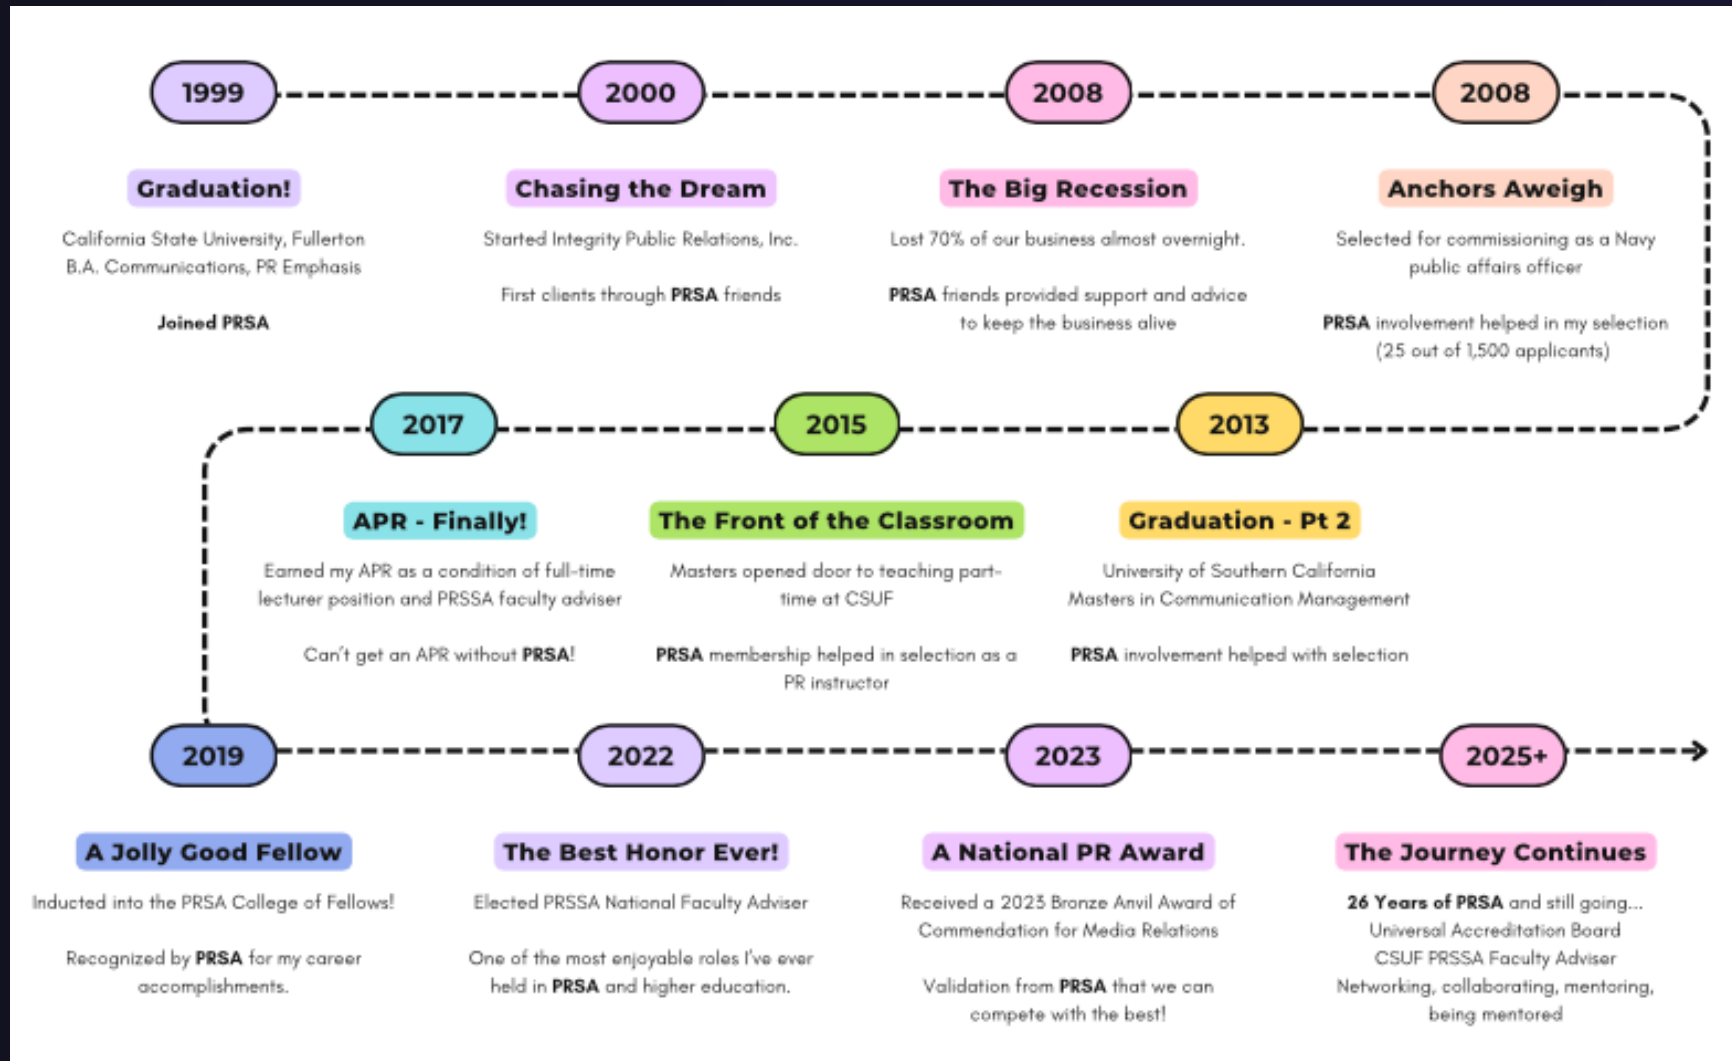 1999
Graduation!
California State University, Fullerton
B.A. Communications, PR Emphasis
Joined PRSA
2000
Chasing the Dream
Started Integrity Public Relations, Inc.
First clients through PRSA friends
2008
The Big Recession
Lost 70% of our business almost overnight.
PRSA friends provided support and advice
to keep the business alive
2008
Anchors Aweigh
Selected for commissioning as a Navy
public affairs officer
PRSA involvement helped in my selection
(25 out of 1,500 applicants)
2013
Graduation - Pt 2
University of Southern California
Masters in Communication Management
PRSA involvement helped with selection
2015
The Front of the Classroom
Masters opened door to teaching part-
time at CSUF
PRSA membership helped in selection as a
PR instructor
2017
APR - Finally!
Earned my APR as a condition of full-time
lecturer position and PRSSA faculty adviser
Can't get an APR without PRSA!
2019
A Jolly Good Fellow
Inducted into the PRSA College of Fellows!
Recognized by PRSA for my career
accomplishments.
2022
The Best Honor Ever!
Elected PRSSA National Faculty Adviser
One of the most enjoyable roles I've ever
held in PRSA and higher education.
2023
A National PR Award
Received a 2023 Bronze Anvil Award of
Commendation for Media Relations
Validation from PRSA that we can
compete with the best!
2025+
The Journey Continues
26 Years of PRSA and still going...
Universal Accreditation Board
CSUF PRSSA Faculty Adviser
Networking, collaborating, mentoring,
being mentored